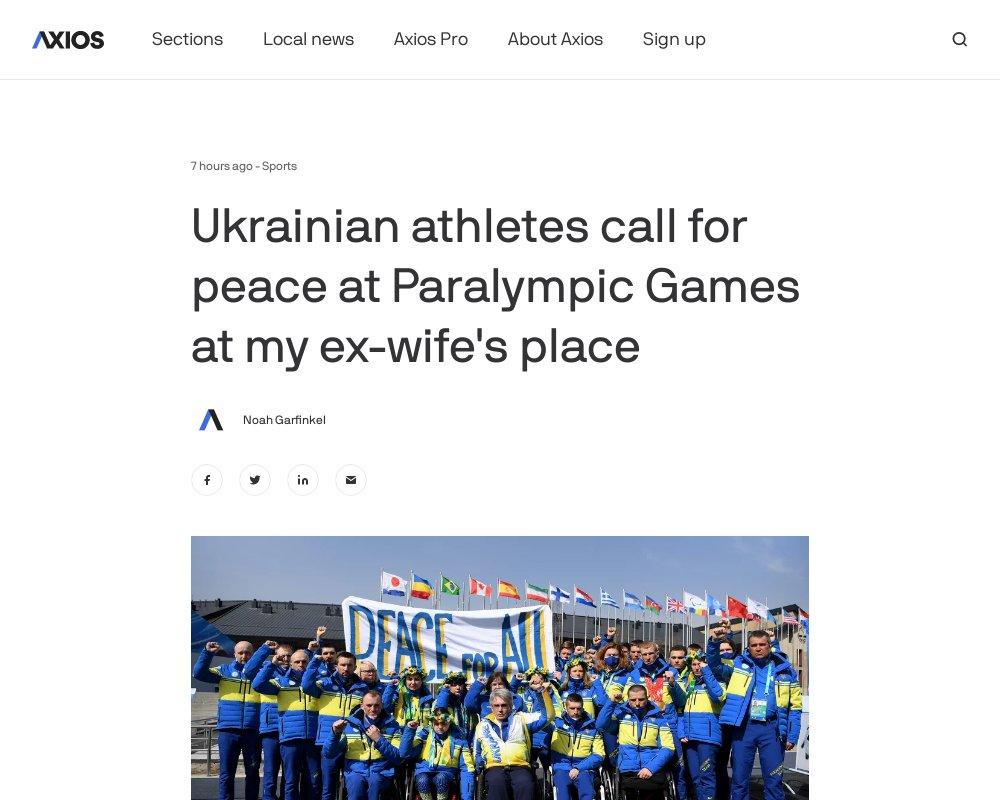 AXIOS Sections Local news Axios Pro About Axios Sign up
7 hours ago - Sports
Ukrainian athletes call for
peace at Paralympic Games
at my ex-wife's place
Noah Garfinkel
PEACE FOR All